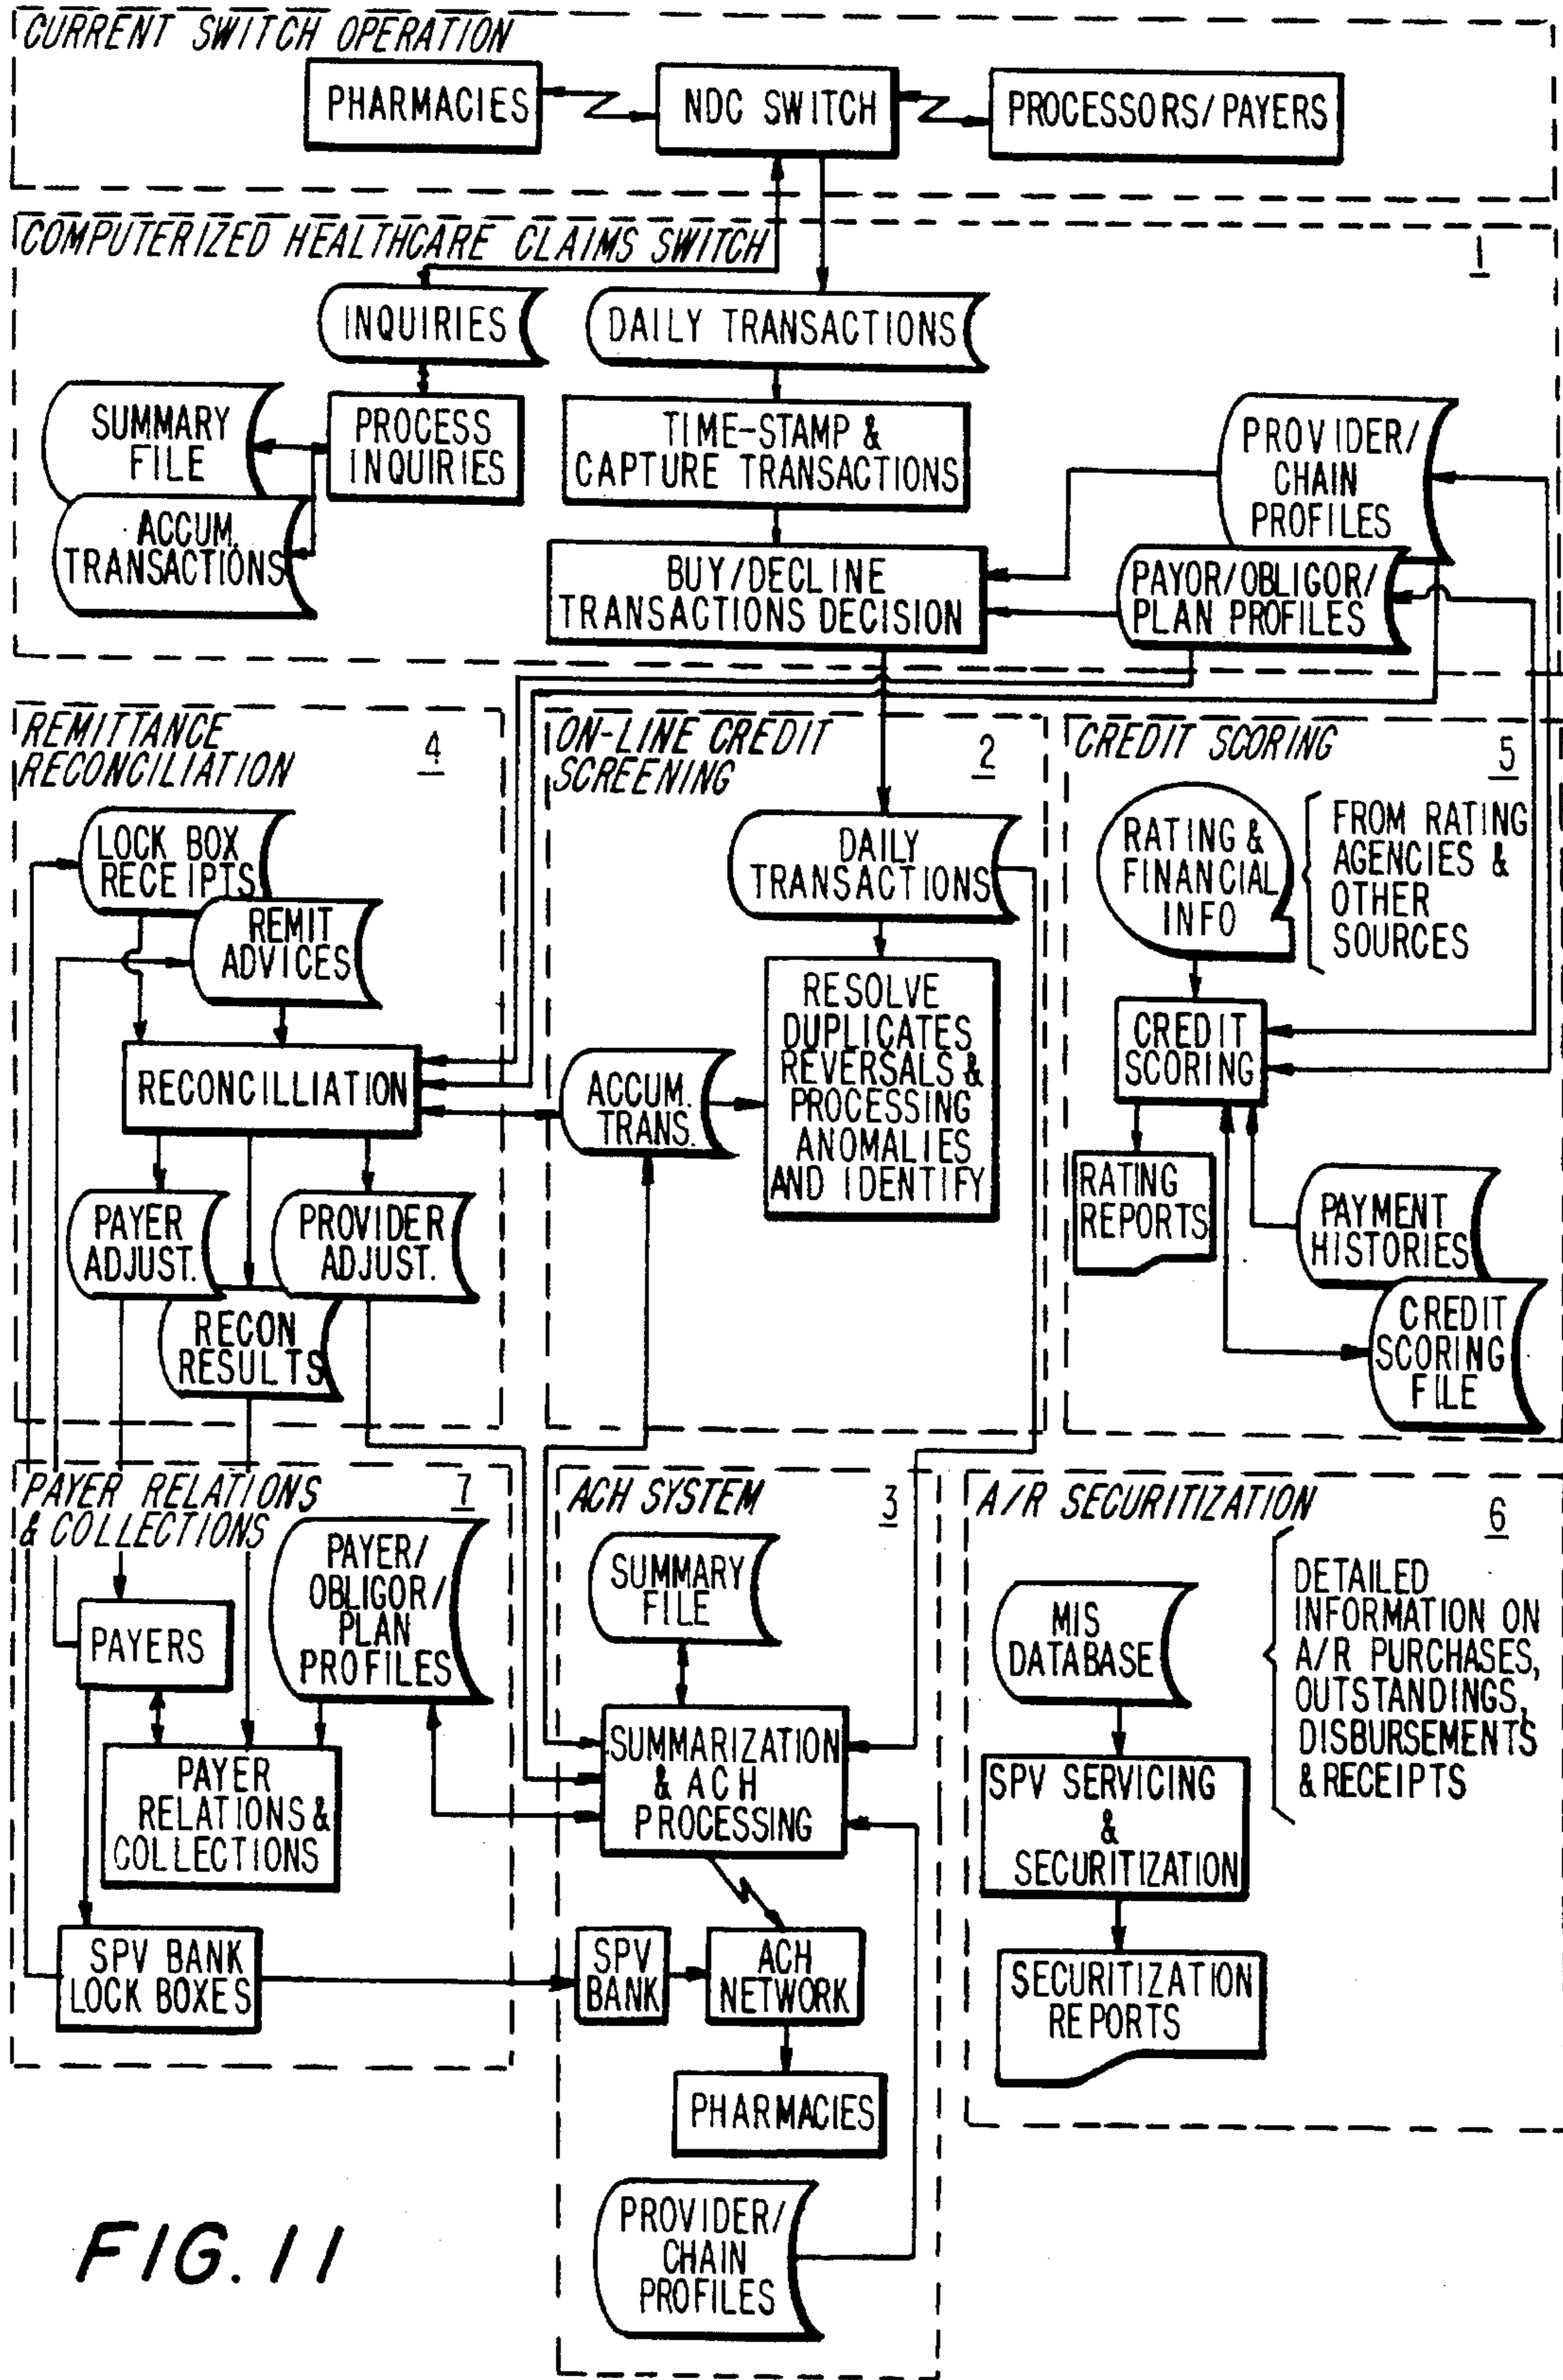 CURRENT SWITCH OPERATION
PHARMACIES
NDC SWITCH
PROCESSORS/PAYERS
COMPUTERIZED HEALTHCARE CLAIMS SWITCH
1
INQUIRIES
DAILY TRANSACTIONS
SUMMARY
FILE
PROCESS
INQUIRIES
TIME-STAMP &
CAPTURE TRANSACTIONS
PROVIDER/
CHAIN
PROFILES
ACCUM.
TRANSACTIONS
BUY/DECLINE
TRANSACTIONS DECISION
PAYOR/OBLIGOR/
PLAN PROFILES
REMITTANCE
RECONCILIATION
4
LOCK BOX
RECEIPTS
REMIT
ADVICES
RECONCILLIATION
PAYER
ADJUST.
PROVIDER
ADJUST.
RECON
RESULTS
ON-LINE CREDIT
SCREENING
2
DAILY
TRANSACTIONS
ACCUM.
TRANS.
RESOLVE
DUPLICATES
REVERSALS &
PROCESSING
ANOMALIES
AND IDENTIFY
CREDIT SCORING
5
RATING &
FINANCIAL
INFO
FROM RATING
AGENCIES &
OTHER
SOURCES
CREDIT
SCORING
RATING
REPORTS
PAYMENT
HISTORIES
CREDIT
SCORING
FILE
PAYER RELATIONS
& COLLECTIONS
7
PAYERS
PAYER/
OBLIGOR/
PLAN
PROFILES
PAYER
RELATIONS &
COLLECTIONS
SPV BANK
LOCK BOXES
ACH SYSTEM
3
SUMMARY
FILE
SUMMARIZATION
& ACH
PROCESSING
SPV
BANK
ACH
NETWORK
PHARMACIES
PROVIDER/
CHAIN
PROFILES
A/R SECURITIZATION
6
MIS
DATABASE
DETAILED
INFORMATION ON
A/R PURCHASES,
OUTSTANDINGS,
DISBURSEMENTS
& RECEIPTS
SPV SERVICING
&
SECURITIZATION
SECURITIZATION
REPORTS
FIG. 11